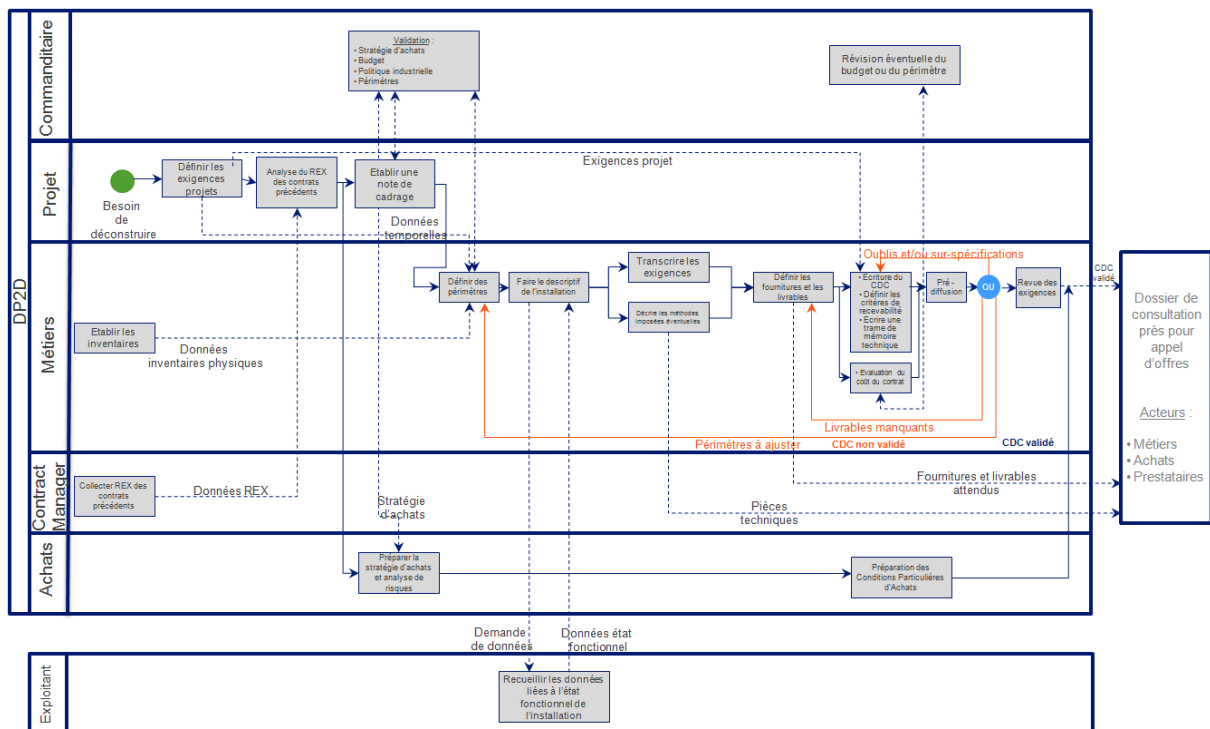 DP2D
Commanditaire
Validation :
• Stratégie d'achats
• Budget
• Politique industrielle
• Périmètres
Révision éventuelle du
budget ou du périmètre
Projet
Besoin
de
déconstruire
Définir les
exigences
projets
Analyse du REX
des contrats
précédents
Etablir une
note de
cadrage
Exigences projet
Données
temporelles
Métiers
Etablir les
inventaires
Données
inventaires physiques
Définir des
périmètres
Faire le descriptif
de l'installation
Transcrire les
exigences
Décrire les méthodes
Imposées éventuelles
Définir les
fournitures et les
livrables
Oublis et/ou sur-spécifications
• Ecriture du
CDC
• Définir les
critères de
recevabilité
• Ecrire une
trame de
mémoire
technique
• Evaluation du
coût du contrat
Pré-
diffusion
OU
Revue des
exigences
CDC
validé
Livrables manquants
Périmètres à ajuster
CDC non validé
CDC validé
Contract
Manager
Collecter REX des
contrats
précédents
Données REX
Stratégie
d'achats
Fournitures et livrables
attendus
Pièces
techniques
Achats
Préparer la
stratégie d'achats
et analyse de
risques
Préparation des
Conditions Particulières
d'Achats
Dossier de
consultation
près pour
appel
d'offres
Acteurs :
• Métiers
• Achats
• Prestataires
Demande
de données
Données état
fonctionnel
Exploitant
Recueillir les données
liées à l'état
fonctionnel de
l'installation